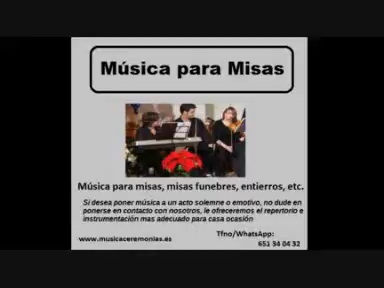 Música para Misas
Música para misas, misas funebres, entierros, etc.
Si desea poner música a un acto solemne o emotivo, no dude en
ponerse en contacto con nosotros, le ofreceremos el repertorio e
instrumentación mas adecuado para casa ocasión
Tfno/WhatsApp:
www.musicaceremonias.es
651 94 04 32